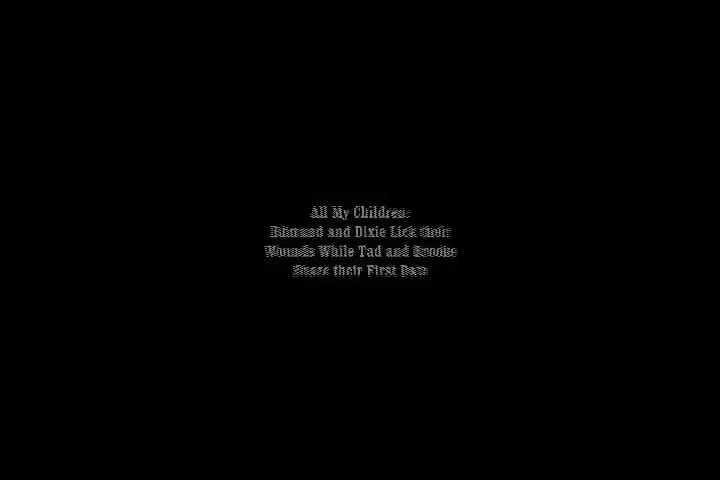 All My Children:
Edmund and Dixie Lick their
Wounds While Tad and Brooke
Share their First Date